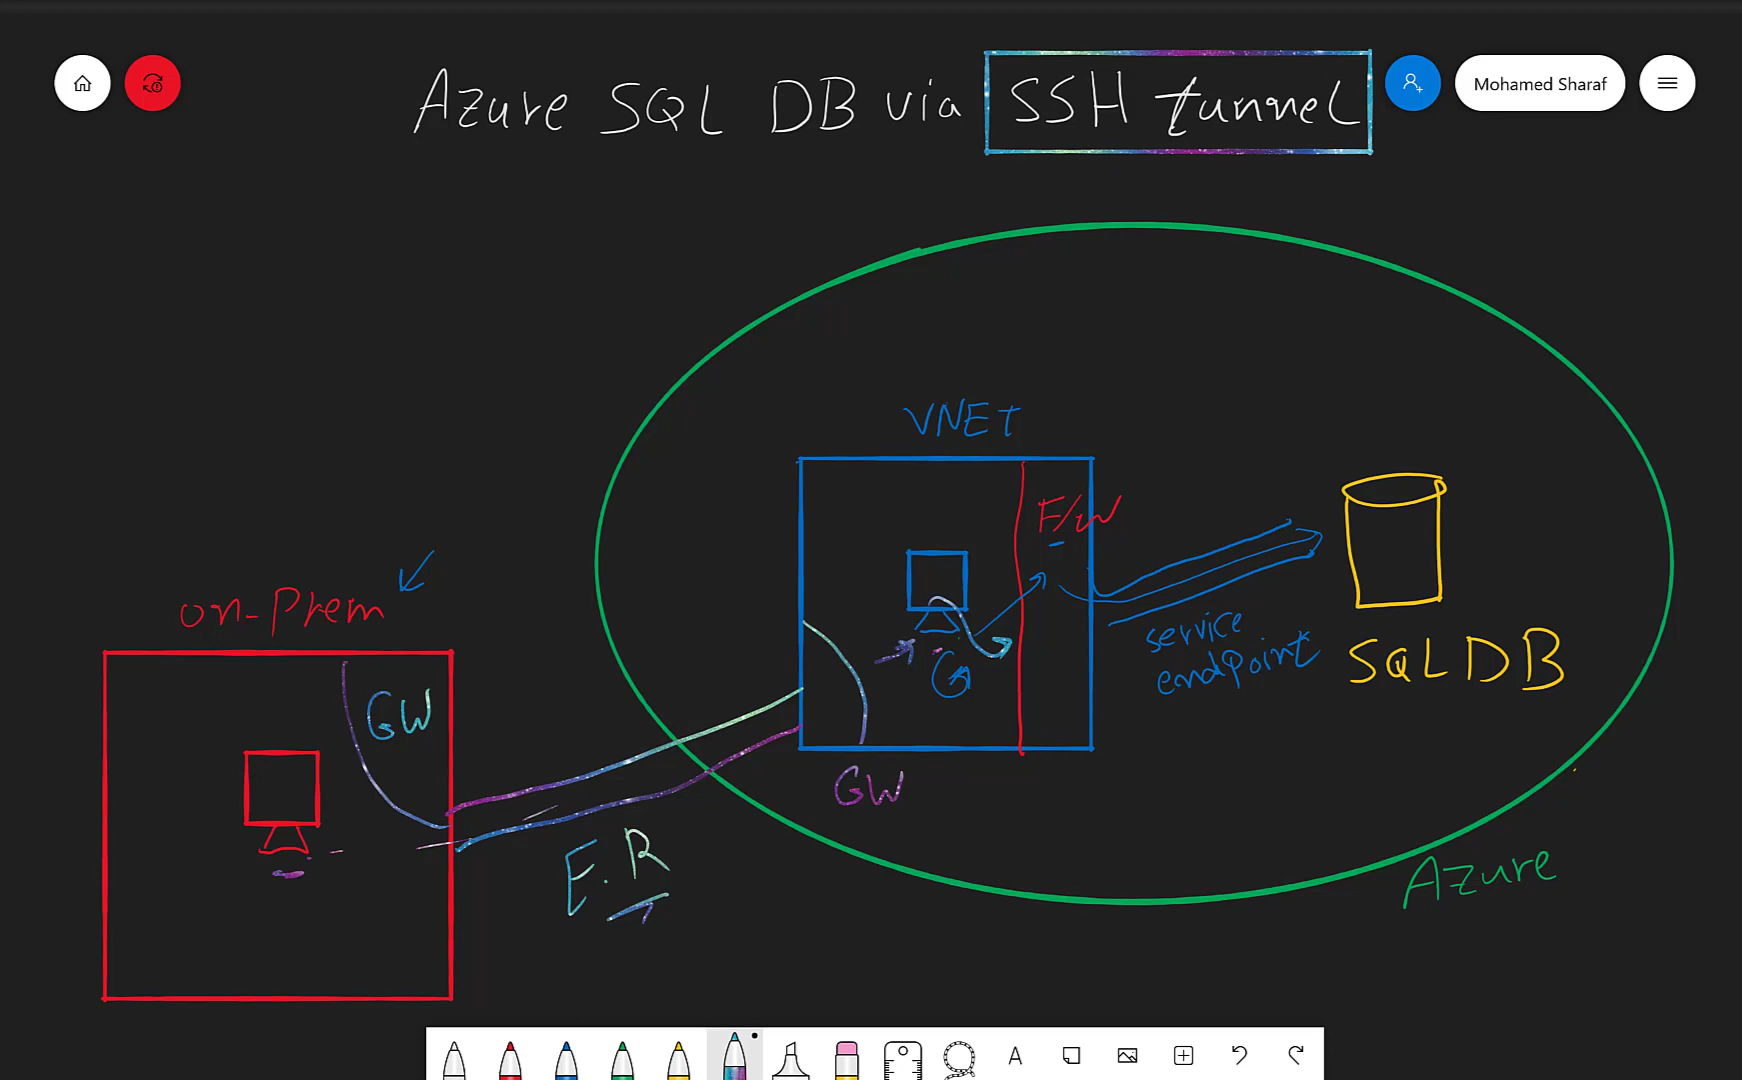 Azure SQL DB via SSH tunnel
Mohamed Sharaf
VNET
F/W
on-Prem
service
endpoint
SQL DB
GW
GW
E.R
Azure
A